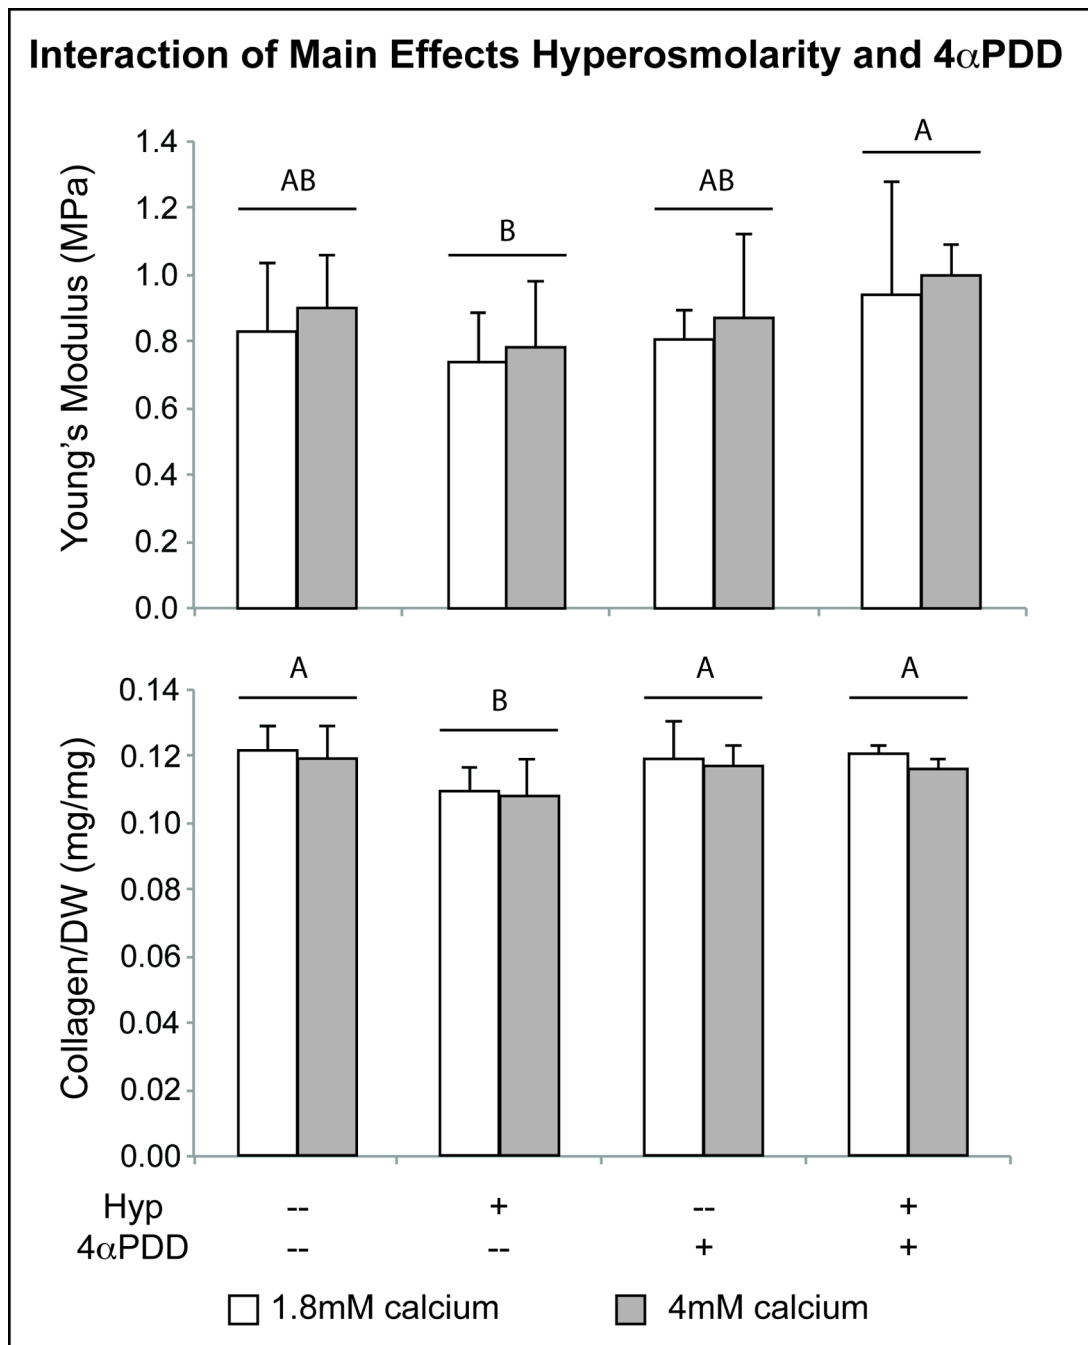 Interaction of Main Effects Hyperosmolarity and 4αPDD
Young's Modulus (MPa)
1.4
1.2
1.0
0.8
0.6
0.4
0.2
0.0
AB
B
AB
A
Collagen/DW (mg/mg)
0.14
0.12
0.10
0.08
0.06
0.04
0.02
0.00
A
B
A
A
Hyp -- + -- +
4αPDD -- -- + +
1.8mM calcium 4mM calcium